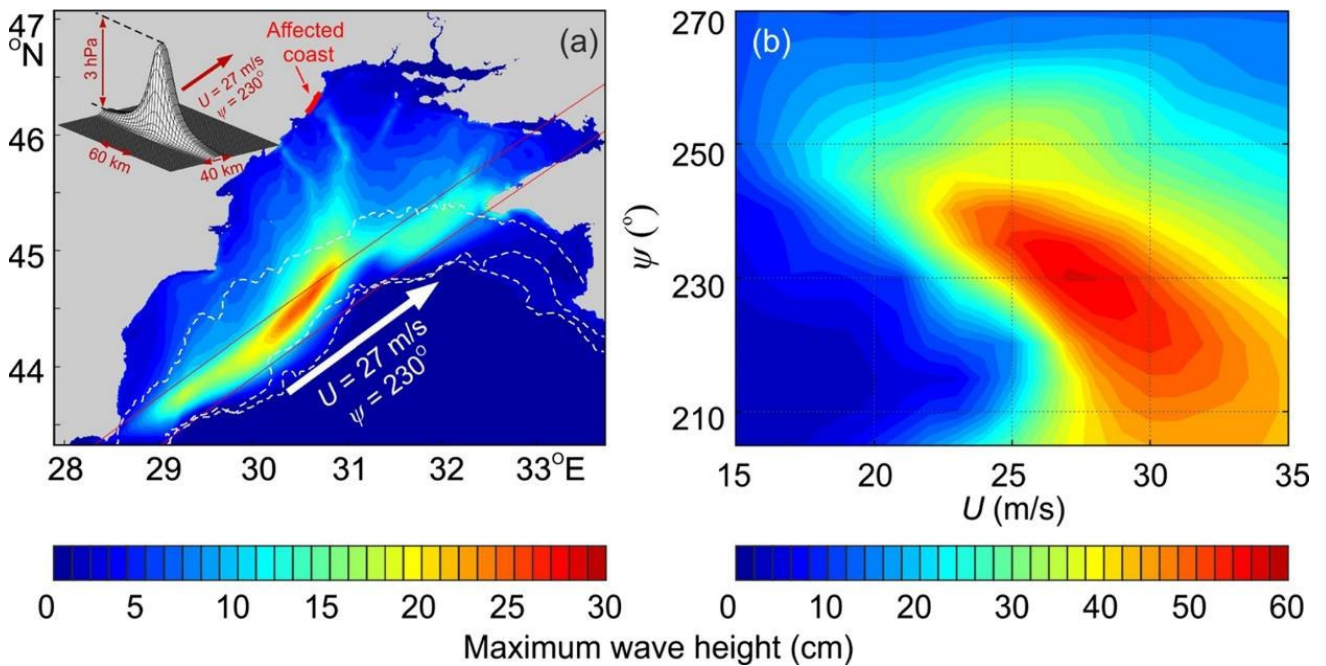 47
°N
46
45
44
28 29 30 31 32 33°E
3 hPa
60 km
40 km
U = 27 m/s
ψ = 230°
Affected
coast
(a)
U = 27 m/s
ψ = 230°
270
250
230
210
ψ (°)
(b)
15 20 25 30 35
U (m/s)
0 5 10 15 20 25 30
0 10 20 30 40 50 60
Maximum wave height (cm)